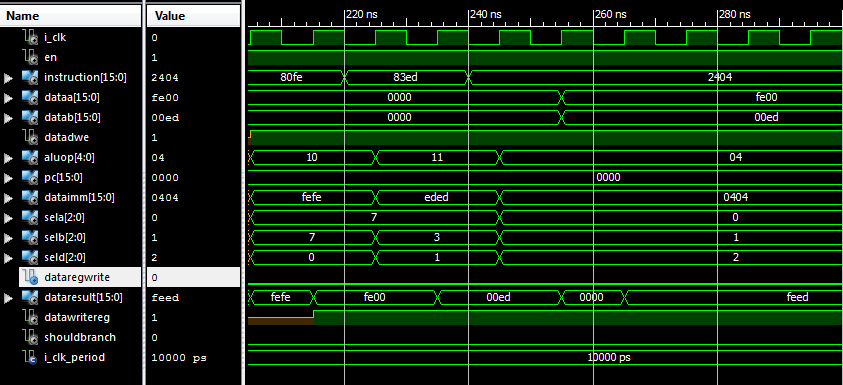 Name Value 220 ns 240 ns 260 ns 280 ns
i_clk 0
en 1
instruction[15:0] 2404 80fe 83ed 2404
dataa[15:0] fe00 0000 fe00
datab[15:0] 00ed 0000 00ed
datadwe 1
aluop[4:0] 04 10 11 04
pc[15:0] 0000 0000
dataimm[15:0] 0404 fefe eded 0404
sela[2:0] 0 7 0
selb[2:0] 1 7 3 1
seld[2:0] 2 0 1 2
dataregwrite 0
dataresult[15:0] feed fefe fe00 00ed 0000 feed
datawritereg 1
shouldbranch 0
i_clk_period 10000 ps 10000 ps